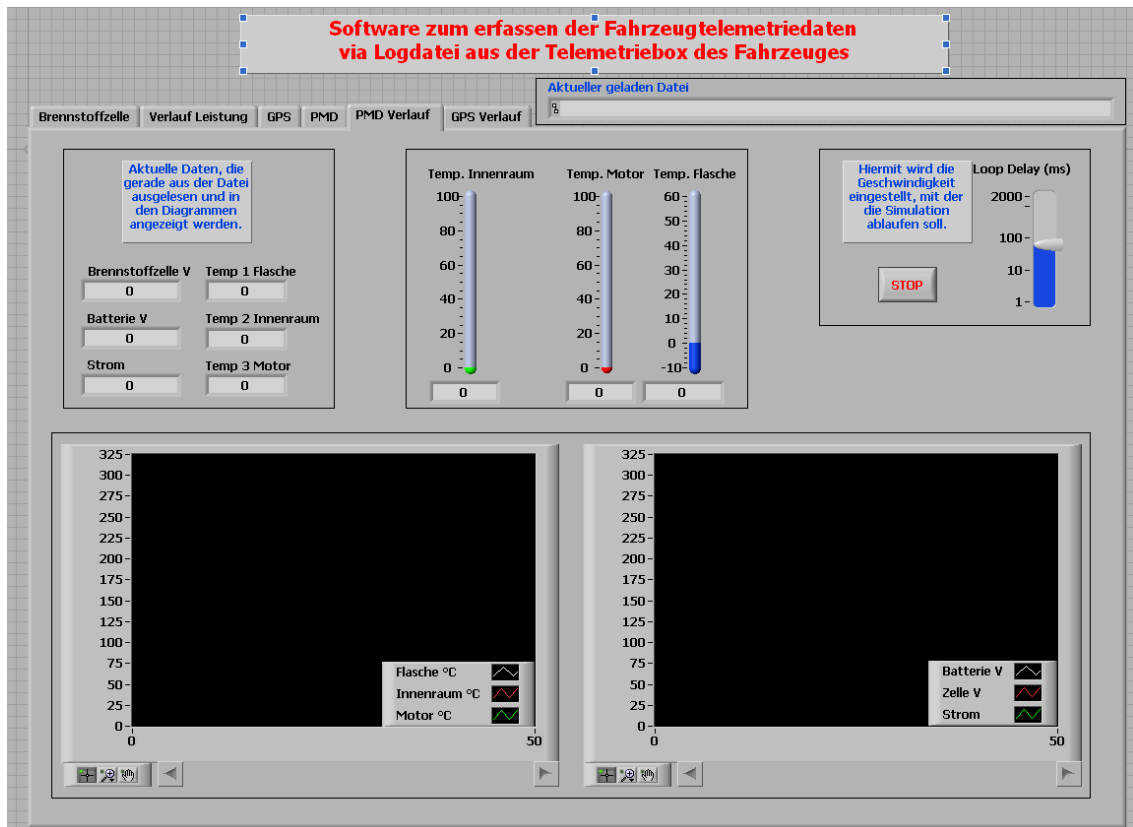 Software zum erfassen der Fahrzeugtelemetriedaten
via Logdatei aus der Telemetriebox des Fahrzeuges
Aktueller geladen Datei
Brennstoffzelle
Verlauf Leistung
GPS
PMD
PMD Verlauf
GPS Verlauf
Aktuelle Daten, die
gerade aus der Datei
ausgelesen und in
den Diagrammen
angezeigt werden.
Brennstoffzelle V
0
Temp 1 Flasche
0
Batterie V
0
Temp 2 Innenraum
0
Strom
0
Temp 3 Motor
0
Temp. Innenraum
100
80
60
40
20
0
0
Temp. Motor
100
80
60
40
20
0
0
Temp. Flasche
60
50
40
30
20
10
0
-10
0
Hiermit wird die
Geschwindigkeit
eingestellt, mit der
die Simulation
ablaufen soll.
STOP
Loop Delay (ms)
2000
100
10
1
325
300
275
250
225
200
175
150
125
100
75
50
25
0
0
50
Flasche °C
Innenraum °C
Motor °C
325
300
275
250
225
200
175
150
125
100
75
50
25
0
0
50
Batterie V
Zelle V
Strom